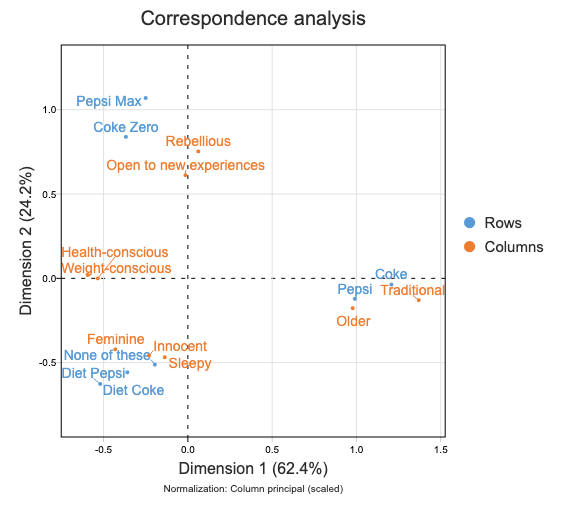 Correspondence analysis
Pepsi Max
1.0
Coke Zero
Rebellious
Open to new experiences
0.5
Health-conscious
Weight-conscious
0.0
Coke
Pepsi
Traditional
Older
Feminine
Innocent
None of these
-0.5
Sleepy
Diet Pepsi
Diet Coke
Dimension 2 (24.2%)
-0.5 0.0 0.5 1.0 1.5
Dimension 1 (62.4%)
Normalization: Column principal (scaled)
Rows
Columns